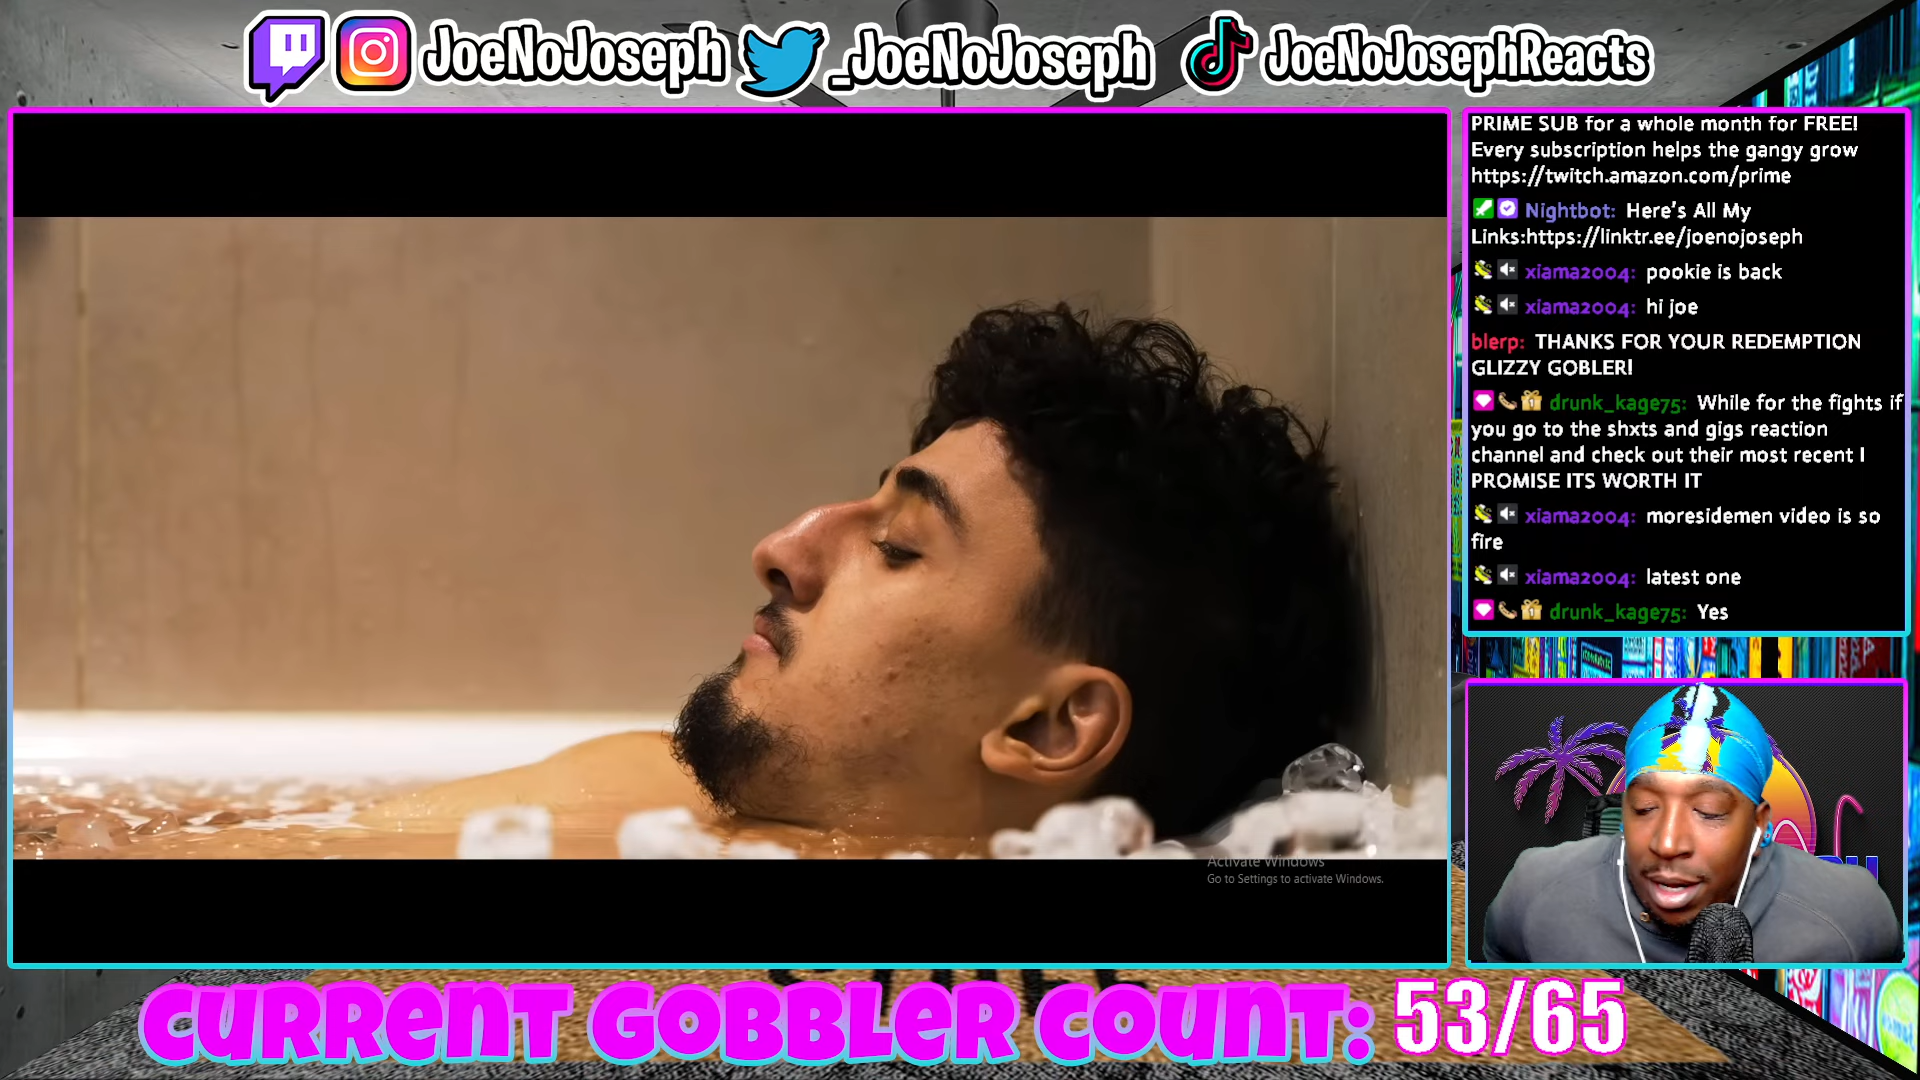 JoeNoJoseph
_JoeNoJoseph
JoeNoJosephReacts
PRIME SUB for a whole month for FREE!
Every subscription helps the gangy grow
https://twitch.amazon.com/prime
Nightbot: Here's All My
Links:https://linktr.ee/joenojoseph
xiama2004: pookie is back
xiama2004: hi joe
blerp: THANKS FOR YOUR REDEMPTION
GLIZZY GOBLER!
drunk_kage75: While for the fights if
you go to the shxts and gigs reaction
channel and check out their most recent I
PROMISE ITS WORTH IT
xiama2004: moresidemen video is so
fire
xiama2004: latest one
drunk_kage75: Yes
Activate Windows
Go to Settings to activate Windows.
CURRENT GOBBLER COUNT: 53/65